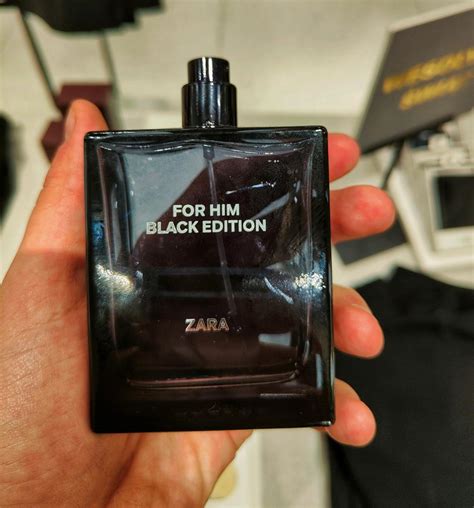 FOR HIM
BLACK EDITION
ZARA